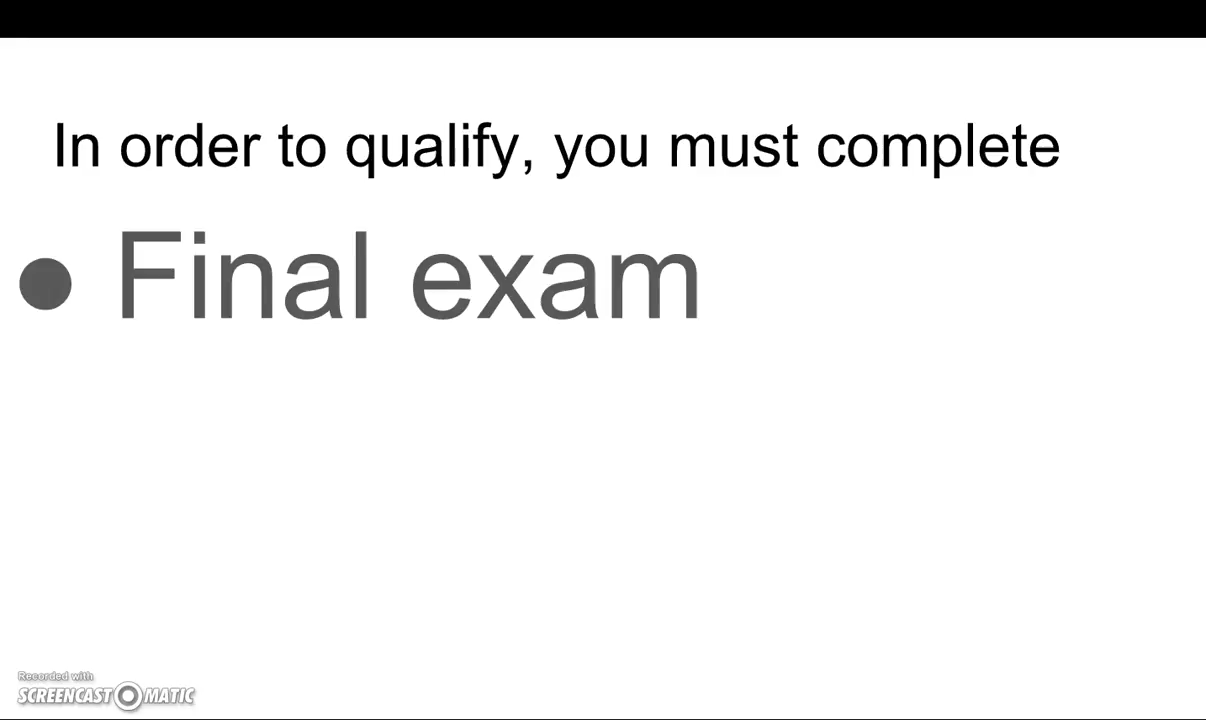 In order to qualify, you must complete
● Final exam
Recorded with
SCREENCAST O MATIC